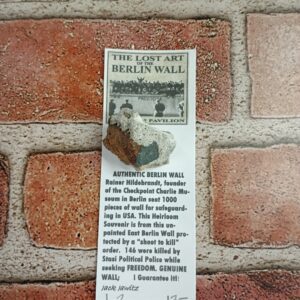 THE LOST ART
OF THE
BERLIN WALL
PAVILION
AUTHENTIC BERLIN WALL
Rainer Hildebrandt, founder
of the Checkpoint Charlie Mu-
seum in Berlin sent 1000
pieces of wall for safeguard-
ing in USA. This Heirloom
Souvenir is from this un-
painted East Berlin Wall pro-
tected by a "shoot to kill"
order. 146 were killed by
Stasi Political Police while
seeking FREEDOM. GENUINE
WALL; I Guarantee it!